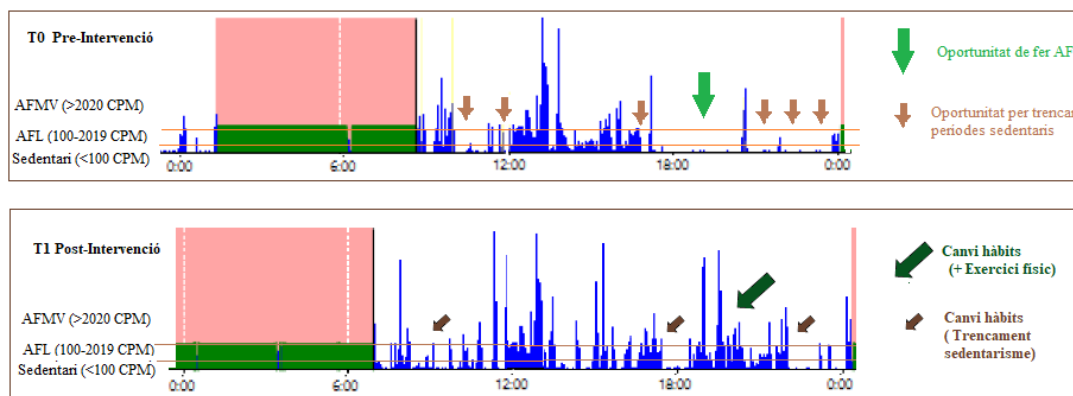 T0 Pre-Intervenció
AFMV (>2020 CPM)
AFL (100-2019 CPM)
Sedentari (<100 CPM)
0:00
6:00
12:00
18:00
0:00
Oportunitat de fer AF
Oportunitat per trencar
periodes sedentaris
T1 Post-Intervenció
AFMV (>2020 CPM)
AFL (100-2019 CPM)
Sedentari (<100 CPM)
0:00
6:00
12:00
18:00
0:00
Canvi hàbits
(+ Exercici físic)
Canvi hàbits
( Trencament
sedentarisme)